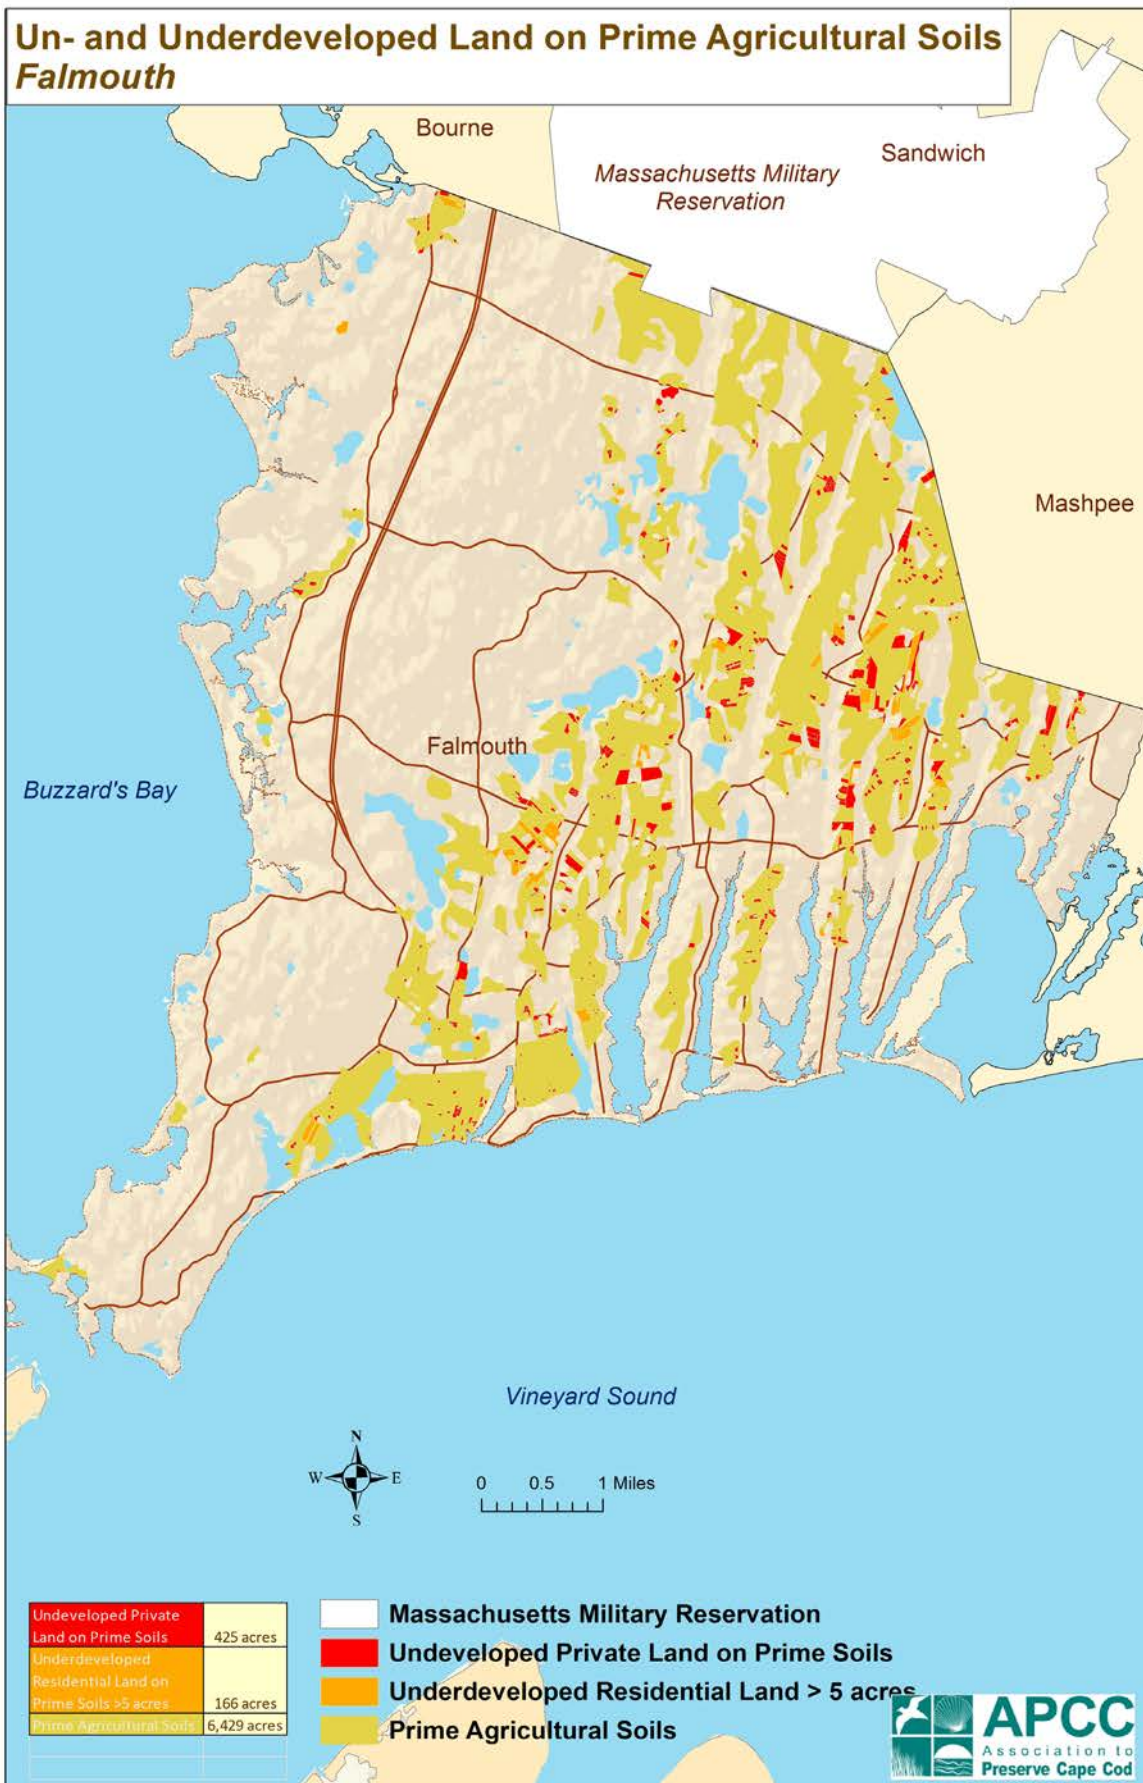 Un- and Underdeveloped Land on Prime Agricultural Soils
Falmouth
Bourne
Sandwich
Massachusetts Military
Reservation
Mashpee
Falmouth
Buzzard's Bay
Vineyard Sound
N
W
E
S
0 0.5 1 Miles
Undeveloped Private
Land on Prime Soils 425 acres
Underdeveloped
Residential Land on
Prime Soils >5 acres 166 acres
Prime Agricultural Soils 6,429 acres
Massachusetts Military Reservation
Undeveloped Private Land on Prime Soils
Underdeveloped Residential Land > 5 acres
Prime Agricultural Soils
APCC
Association to
Preserve Cape Cod